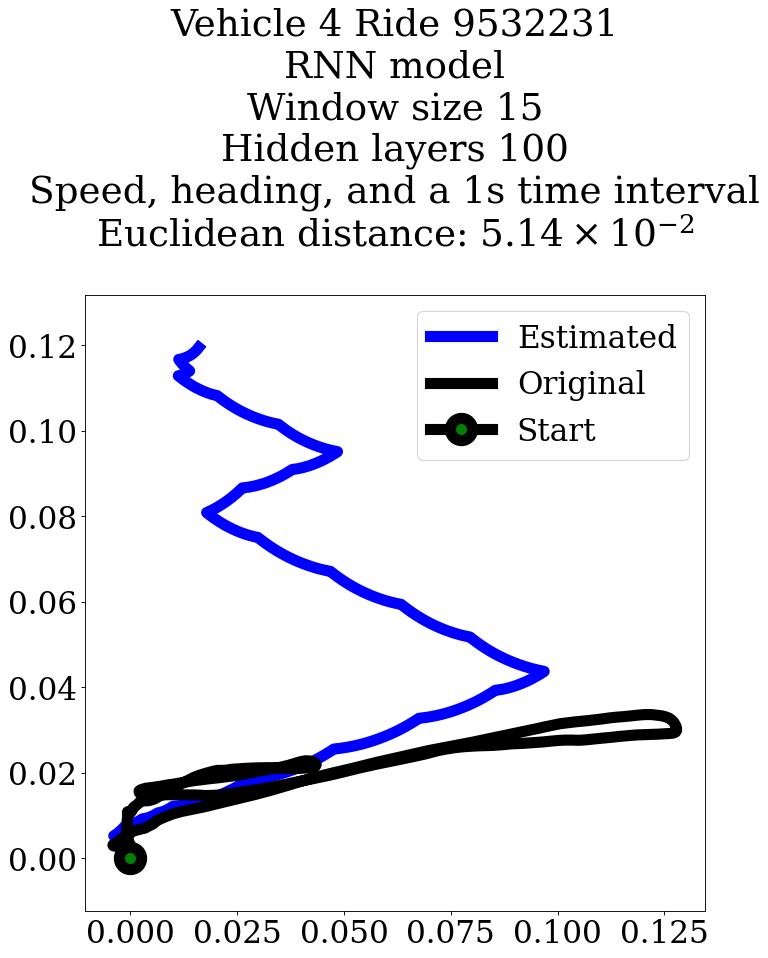 Vehicle 4 Ride 9532231
RNN model
Window size 15
Hidden layers 100
Speed, heading, and a 1s time interval
Euclidean distance: 5.14 × 10⁻²
Estimated
Original
Start
0.12
0.10
0.08
0.06
0.04
0.02
0.00
0.000 0.025 0.050 0.075 0.100 0.125